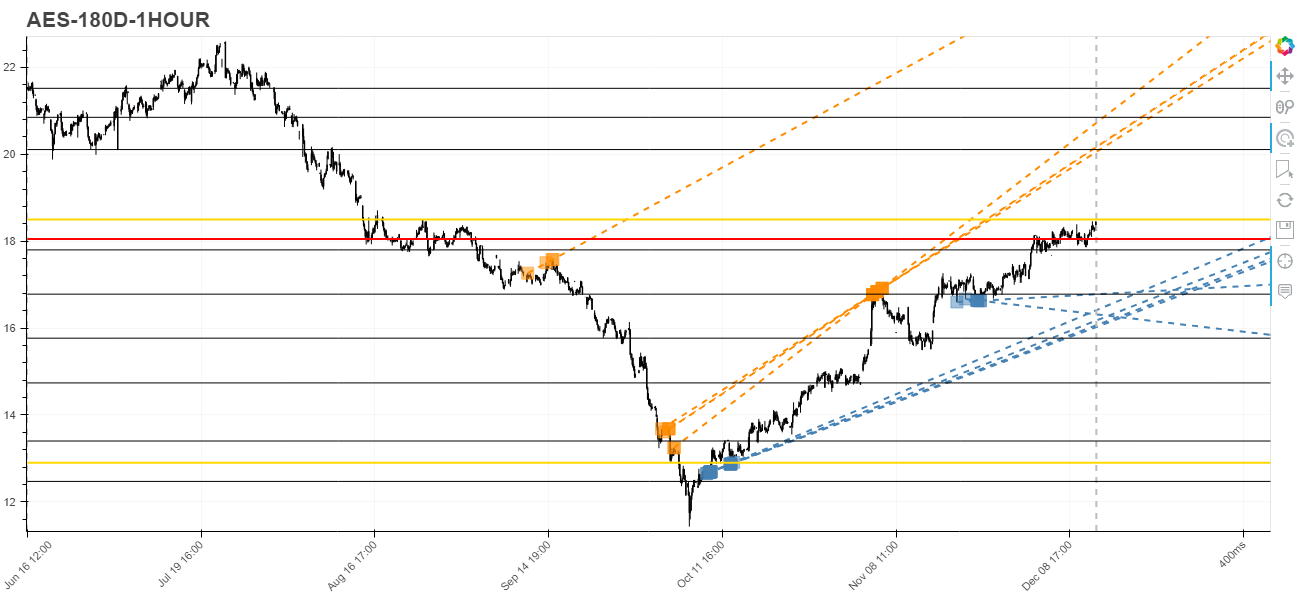 AES-180D-1HOUR
22
20
18
16
14
12
Jun 16 12:00
Jul 19 16:00
Aug 16 17:00
Sep 14 19:00
Oct 11 16:00
Nov 08 11:00
Dec 08 17:00
400ms